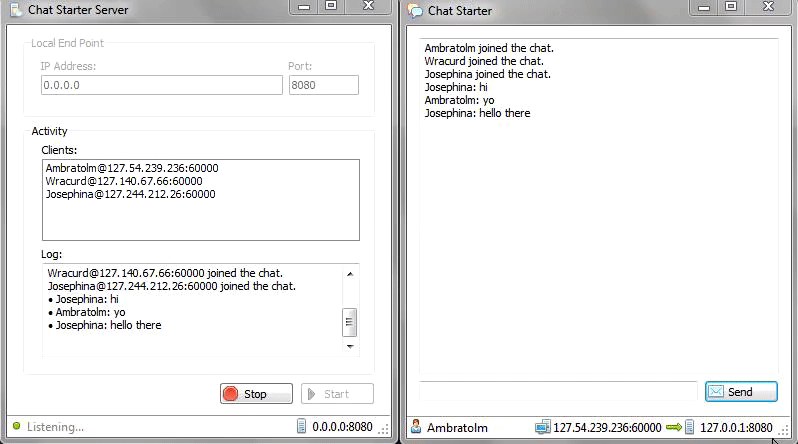 Chat Starter Server
Local End Point
IP Address:
Port:
0.0.0.0
8080
Activity
Clients:
Ambratolm@127.54.239.236:60000
Wracurd@127.140.67.66:60000
Josephina@127.244.212.26:60000
Log:
Wracurd@127.140.67.66:60000 joined the chat.
Josephina@127.244.212.26:60000 joined the chat.
• Josephina: hi
• Ambratolm: yo
• Josephina: hello there
Stop
Start
Listening...
0.0.0.0:8080
Chat Starter
Ambratolm joined the chat.
Wracurd joined the chat.
Josephina joined the chat.
Josephina: hi
Ambratolm: yo
Josephina: hello there
Send
Ambratolm
127.54.239.236:60000
127.0.0.1:8080